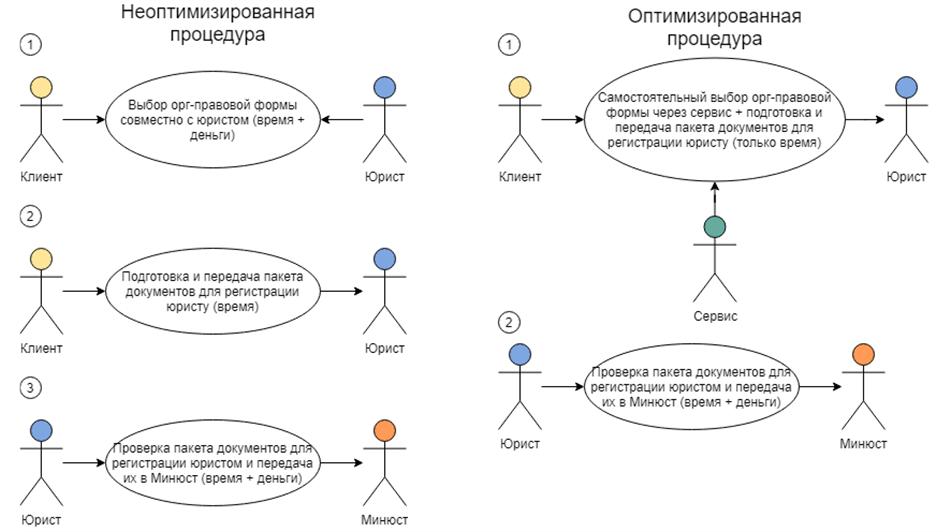 Неоптимизированная
процедура
1
Выбор орг-правовой формы
совместно с юристом (время +
деньги)
Клиент
Юрист
2
Подготовка и передача пакета
документов для регистрации
юристу (время)
Клиент
Юрист
3
Проверка пакета документов для
регистрации юристом и передача
их в Минюст (время + деньги)
Юрист
Минюст
Оптимизированная
процедура
1
Самостоятельный выбор орг-правовой
формы через сервис + подготовка и
передача пакета документов для
регистрации юристу (только время)
Клиент
Юрист
Сервис
2
Проверка пакета документов для
регистрации юристом и передача
их в Минюст (время + деньги)
Юрист
Минюст